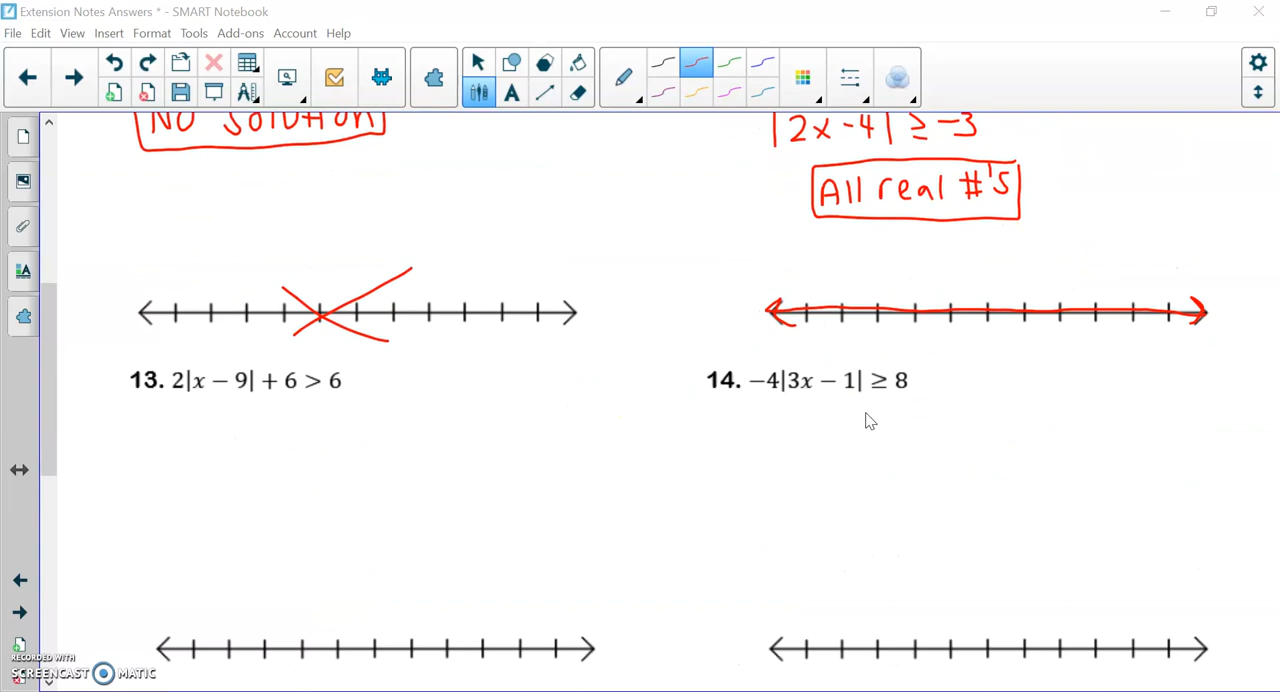 Extension Notes Answers * - SMART Notebook
File Edit View Insert Format Tools Add-ons Account Help
No Solution
|2x-4| ≥ -3
All real #'s
13. 2|x − 9| + 6 > 6
14. −4|3x − 1| ≥ 8
RECORDED WITH
SCREENCAST MATIC